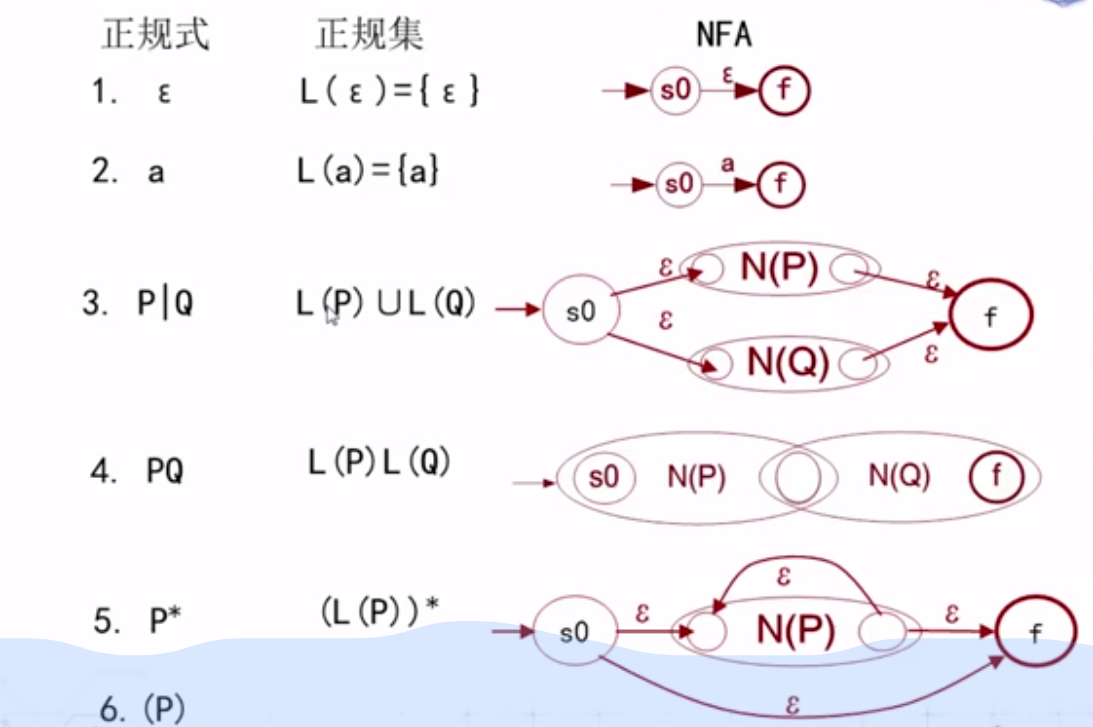 正规式 正规集 NFA
1. ε L(ε)={ε} s0 ε f
2. a L(a)={a} s0 a f
3. P|Q L(P)∪L(Q) s0 ε N(P) ε f ε N(Q) ε
4. PQ L(P)L(Q) s0 N(P) N(Q) f
5. P* (L(P))* s0 ε N(P) ε ε f ε
6. (P)